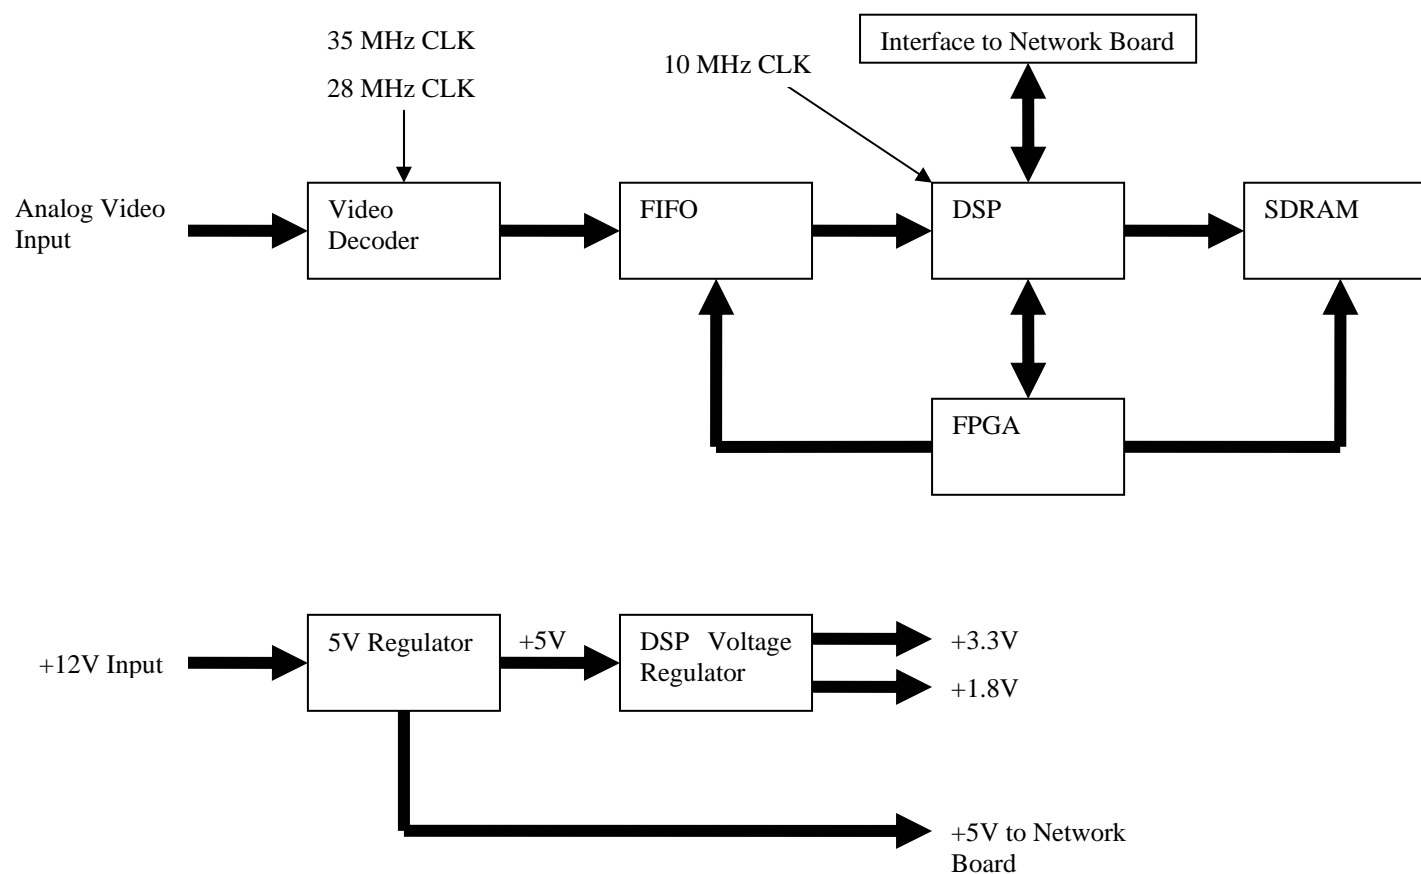 35 MHz CLK
28 MHz CLK
10 MHz CLK
Interface to Network Board
Analog Video
Input
Video
Decoder
FIFO
DSP
SDRAM
FPGA
+12V Input
5V Regulator
+5V
DSP Voltage
Regulator
+3.3V
+1.8V
+5V to Network
Board